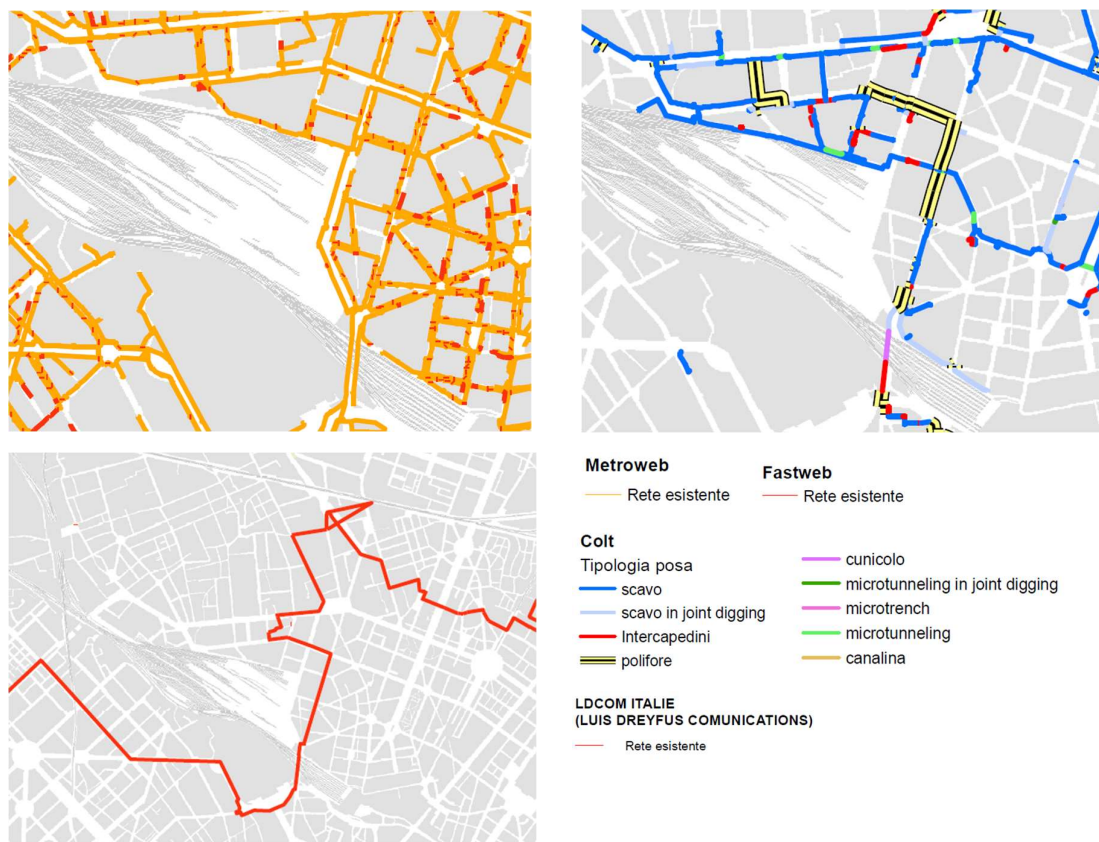 Metroweb
Rete esistente
Fastweb
Rete esistente
Colt
Tipologia posa
scavo
scavo in joint digging
Intercapedini
polifore
cunicolo
microtunneling in joint digging
microtrench
microtunneling
canalina
LDCOM ITALIE
(LUIS DREYFUS COMUNICATIONS)
Rete esistente